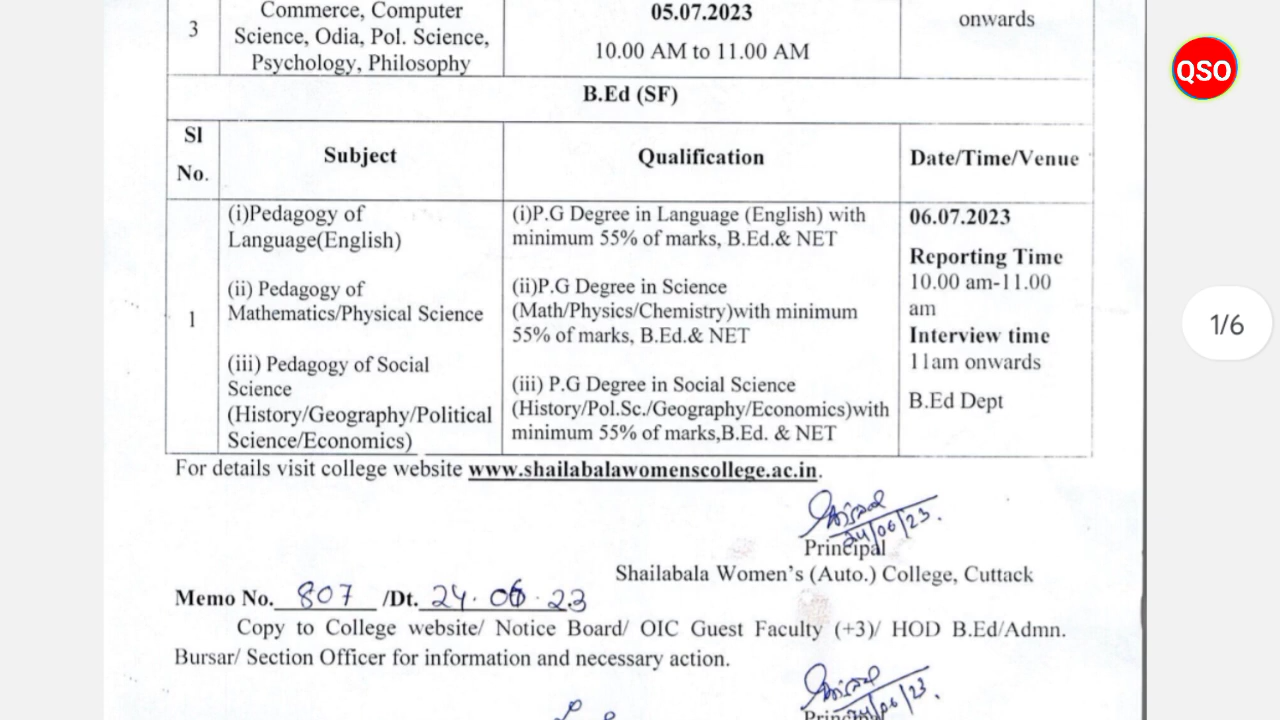 3
Commerce, Computer
Science, Odia, Pol. Science,
Psychology, Philosophy
05.07.2023
10.00 AM to 11.00 AM
onwards
QSO
B.Ed (SF)
Sl
No.
Subject
Qualification
Date/Time/Venue
1
(i)Pedagogy of
Language(English)
(ii) Pedagogy of
Mathematics/Physical Science
(iii) Pedagogy of Social
Science
(History/Geography/Political
Science/Economics)
(i)P.G Degree in Language (English) with
minimum 55% of marks, B.Ed.& NET
(ii)P.G Degree in Science
(Math/Physics/Chemistry)with minimum
55% of marks, B.Ed.& NET
(iii) P.G Degree in Social Science
(History/Pol.Sc./Geography/Economics)with
minimum 55% of marks,B.Ed. & NET
06.07.2023
Reporting Time
10.00 am-11.00
am
Interview time
11am onwards
B.Ed Dept
1/6
For details visit college website www.shailabalawomenscollege.ac.in.
24/06/23.
Principal
Shailabala Women's (Auto.) College, Cuttack
Memo No. 807 /Dt. 24.06.23
Copy to College website/ Notice Board/ OIC Guest Faculty (+3)/ HOD B.Ed/Admn.
Bursar/ Section Officer for information and necessary action.
24/06/23.